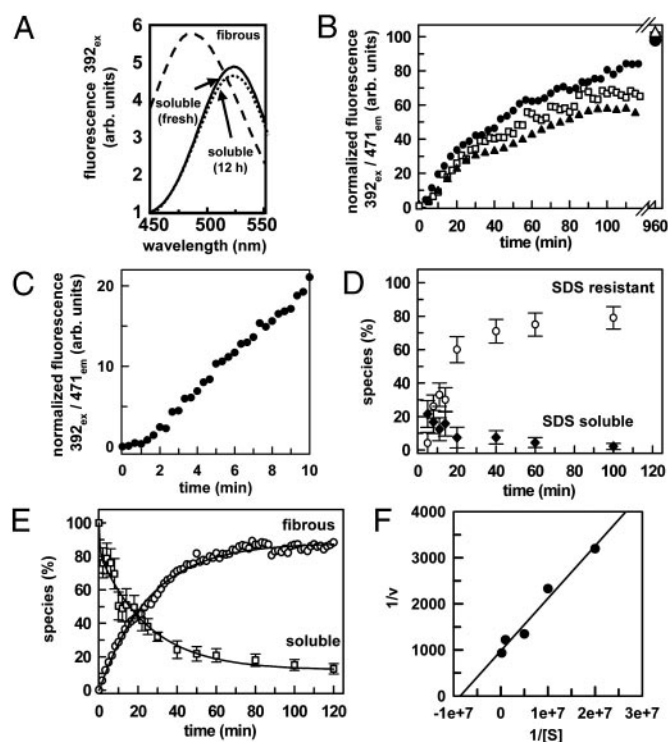 A
fluorescence 392ex
(arb. units)
6
5
4
3
2
1
fibrous
soluble
(fresh)
soluble
(12 h)
450 500 550
wavelength (nm)
B
normalized fluorescence
392ex / 471em (arb. units)
100
80
60
40
20
0
0 20 40 60 80 100 960
time (min)
C
normalized fluorescence
392ex / 471em (arb. units)
20
10
0
0 2 4 6 8 10
time (min)
D
species (%)
100
80
60
40
20
0
SDS resistant
SDS soluble
0 20 40 60 80 100 120
time (min)
E
species (%)
100
80
60
40
20
0
fibrous
soluble
0 20 40 60 80 100 120
time (min)
F
1/v
4000
3000
2000
1000
0
-1e+7 0 1e+7 2e+7 3e+7
1/[S]